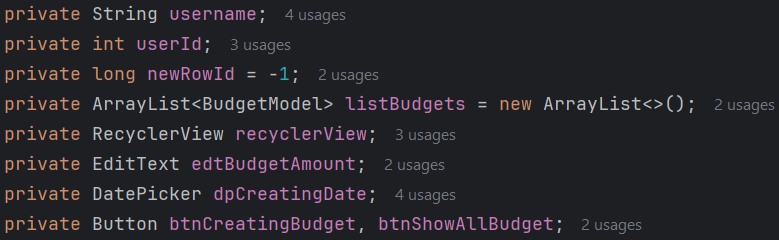 private String username; 4 usages
private int userId; 3 usages
private long newRowId = -1; 2 usages
private ArrayList<BudgetModel> listBudgets = new ArrayList<>(); 2 usages
private RecyclerView recyclerView; 3 usages
private EditText edtBudgetAmount; 2 usages
private DatePicker dpCreatingDate; 4 usages
private Button btnCreatingBudget, btnShowAllBudget; 2 usages